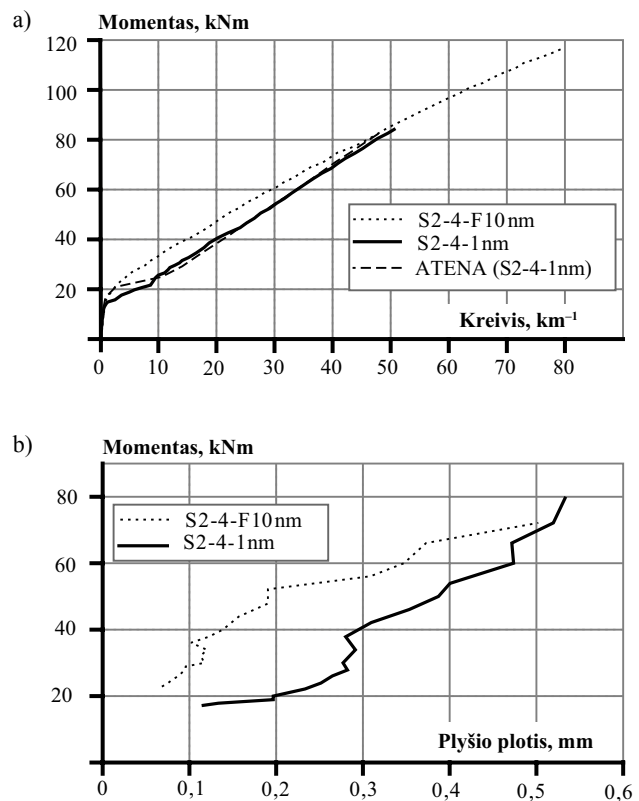 a)
Momentas, kNm
120
100
80
60
40
20
S2-4-F10nm
S2-4-1nm
ATENA (S2-4-1nm)
Kreivis, km⁻¹
0 10 20 30 40 50 60 70 80
b)
Momentas, kNm
80
60
40
20
S2-4-F10nm
S2-4-1nm
Plyšio plotis, mm
0 0,1 0,2 0,3 0,4 0,5 0,6